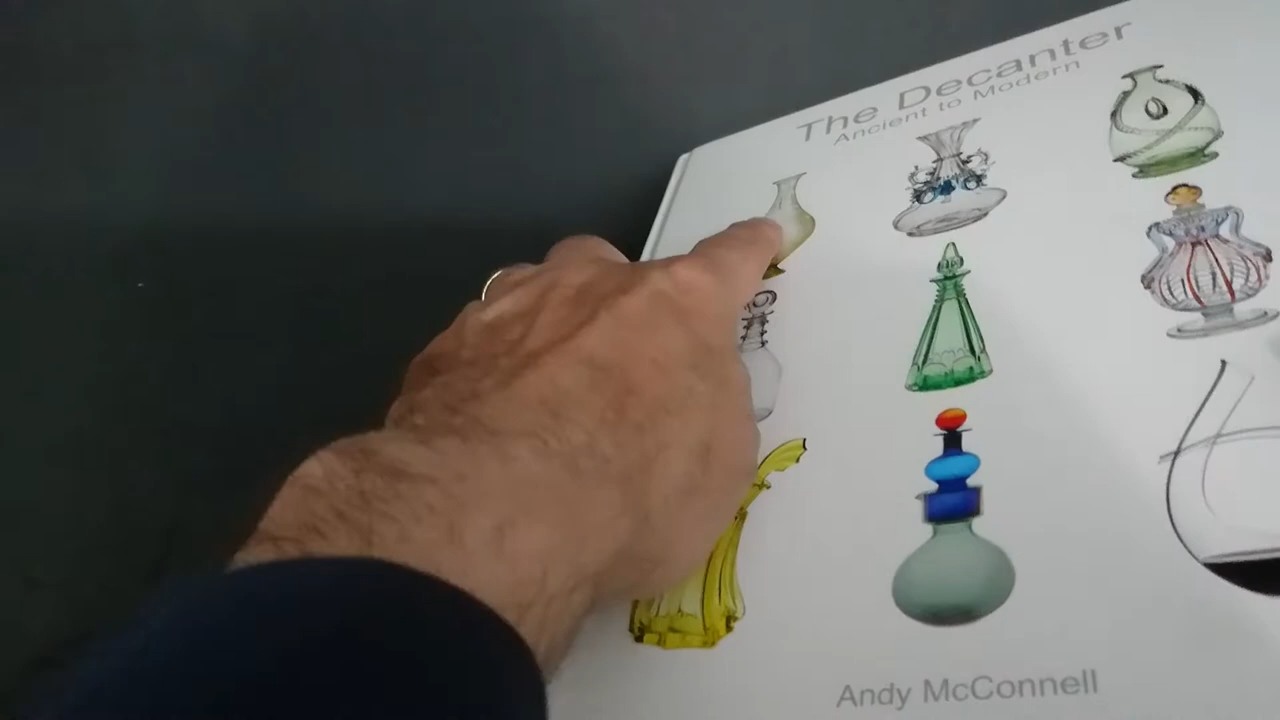 The Decanter
Ancient to Modern
Andy McConnell